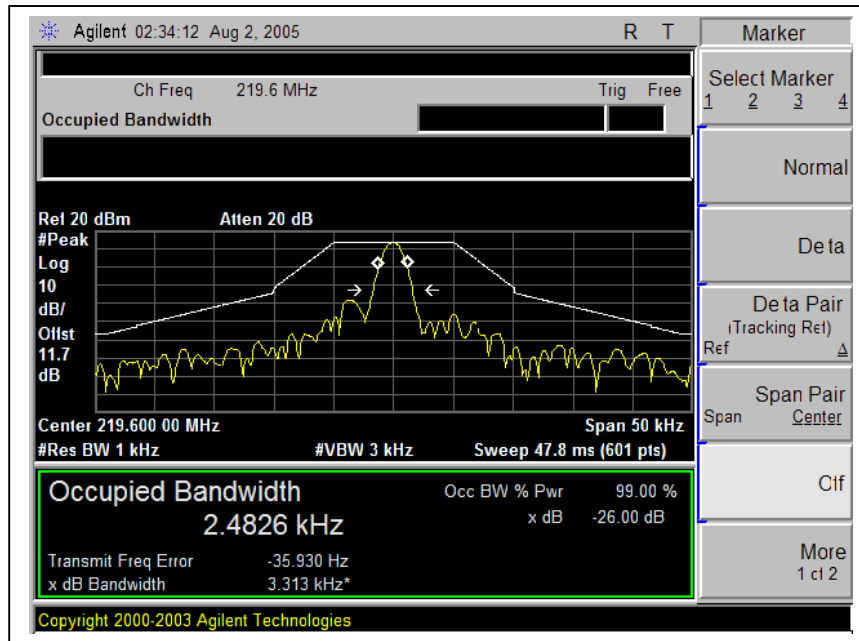 Agilent 02:34:12 Aug 2, 2005 R T
Marker
Select Marker
1 2 3 4
Ch Freq 219.6 MHz Trig Free
Occupied Bandwidth
Normal
Ref 20 dBm Atten 20 dB
#Peak
Log
10
dB/
Offst
11.7
dB
Delta
Delta Pair
(Tracking Ref)
Ref Δ
Span Pair
Span Center
Center 219.600 00 MHz Span 50 kHz
#Res BW 1 kHz #VBW 3 kHz Sweep 47.8 ms (601 pts)
Off
Occupied Bandwidth
2.4826 kHz
Occ BW % Pwr 99.00 %
x dB -26.00 dB
Transmit Freq Error -35.930 Hz
x dB Bandwidth 3.313 kHz*
More
1 of 2
Copyright 2000-2003 Agilent Technologies